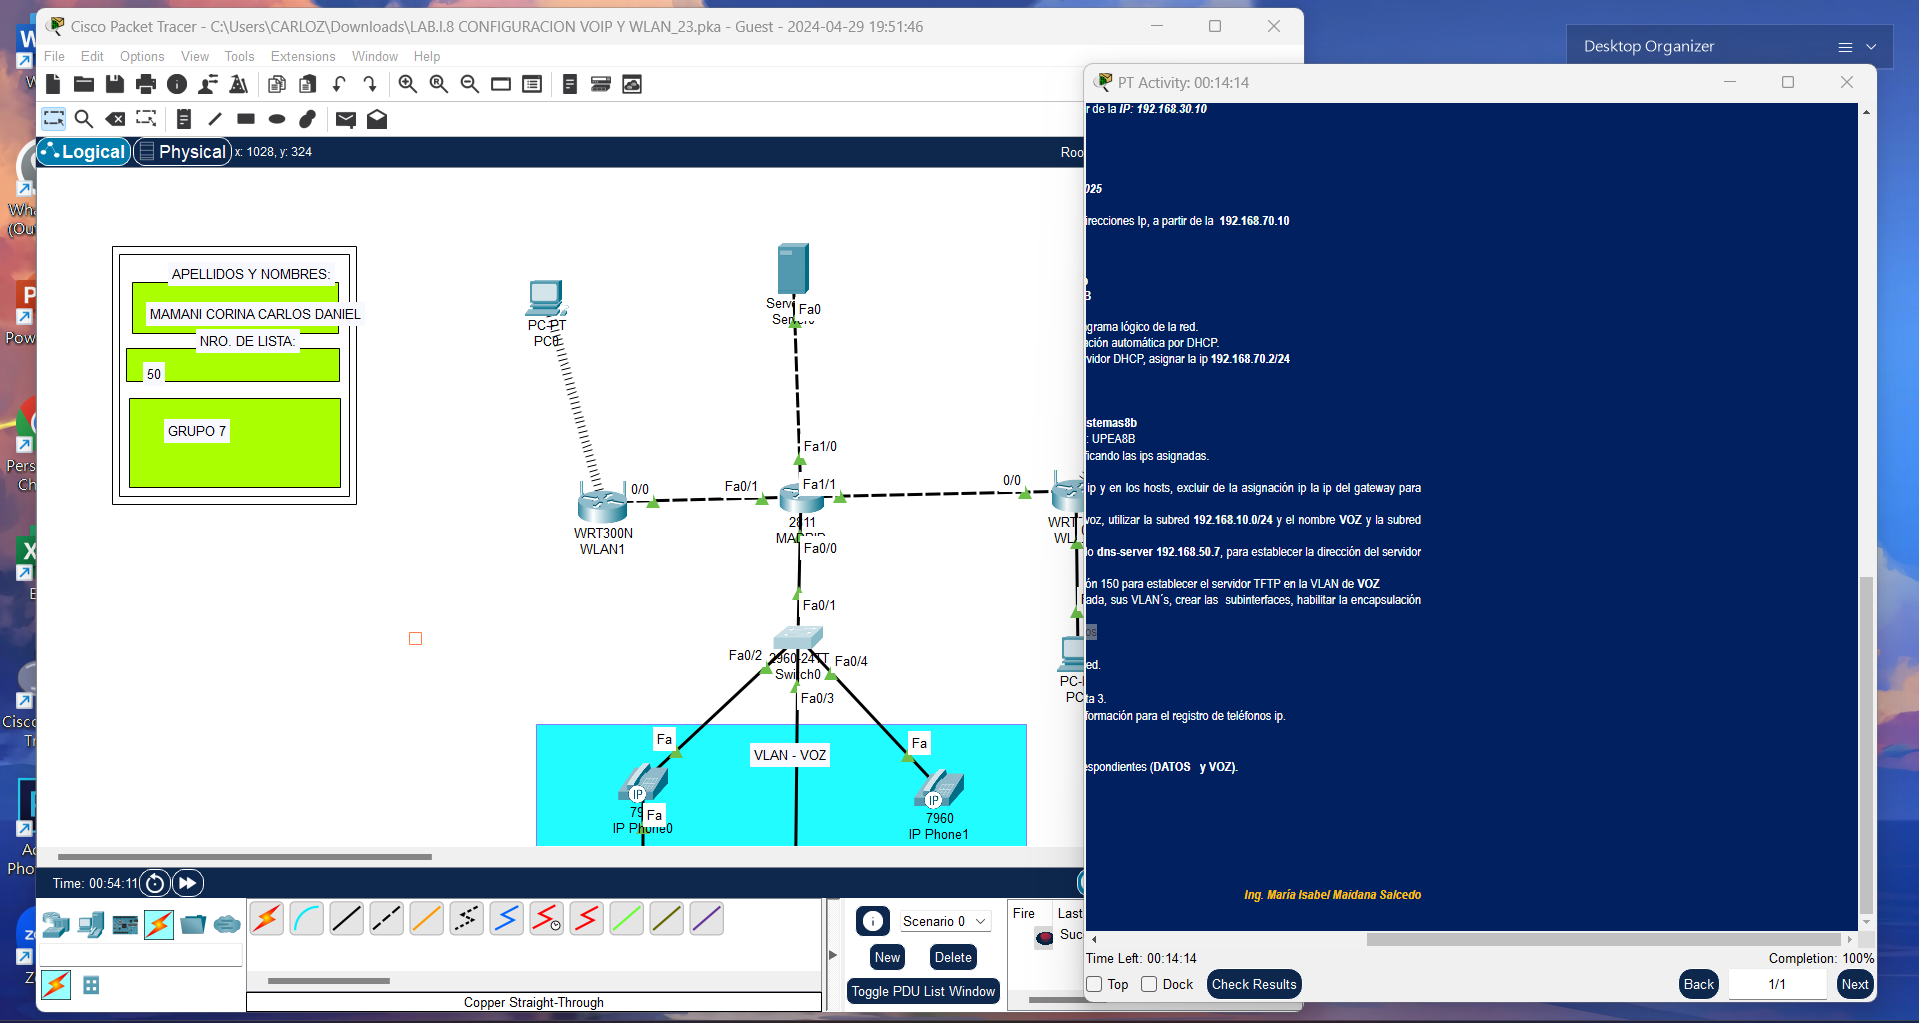 Cisco Packet Tracer - C:\Users\CARLOZ\Downloads\LAB.I.8 CONFIGURACION VOIP Y WLAN_23.pka - Guest - 2024-04-29 19:51:46
File Edit Options View Tools Extensions Window Help
Logical Physical x: 1028, y: 324
Roo
APELLIDOS Y NOMBRES:
MAMANI CORINA CARLOS DANIEL
NRO. DE LISTA:
50
GRUPO 7
PC-PT
PC0
Fa0
Fa1/0
0/0
Fa0/1
Fa1/1
0/0
WRT300N
WLAN1
2811
Fa0/0
Fa0/1
Fa0/2
2960-24TT
Fa0/4
Switch0
Fa0/3
Fa
VLAN - VOZ
Fa
Fa
IP
IP
IP Phone0
7960
IP Phone1
Time: 00:54:11
Copper Straight-Through
Scenario 0
New
Delete
Toggle PDU List Window
Fire
Last
Suc
Desktop Organizer
PT Activity: 00:14:14
r de la IP: 192.168.30.10
025
irecciones Ip, a partir de la 192.168.70.10
grama lógico de la red.
ación automática por DHCP.
vidor DHCP, asignar la ip 192.168.70.2/24
stemas8b
: UPEA8B
ficando las ips asignadas.
ip y en los hosts, excluir de la asignación ip la ip del gateway para
voz, utilizar la subred 192.168.10.0/24 y el nombre VOZ y la subred
o dns-server 192.168.50.7, para establecer la dirección del servidor
ón 150 para establecer el servidor TFTP en la VLAN de VOZ
ada, sus VLAN´s, crear las subinterfaces, habilitar la encapsulación
os
ed.
ta 3.
formación para el registro de teléfonos ip.
espondientes (DATOS y VOZ).
Ing. María Isabel Maidana Salcedo
Time Left: 00:14:14
Completion: 100%
Top
Dock
Check Results
Back
1/1
Next